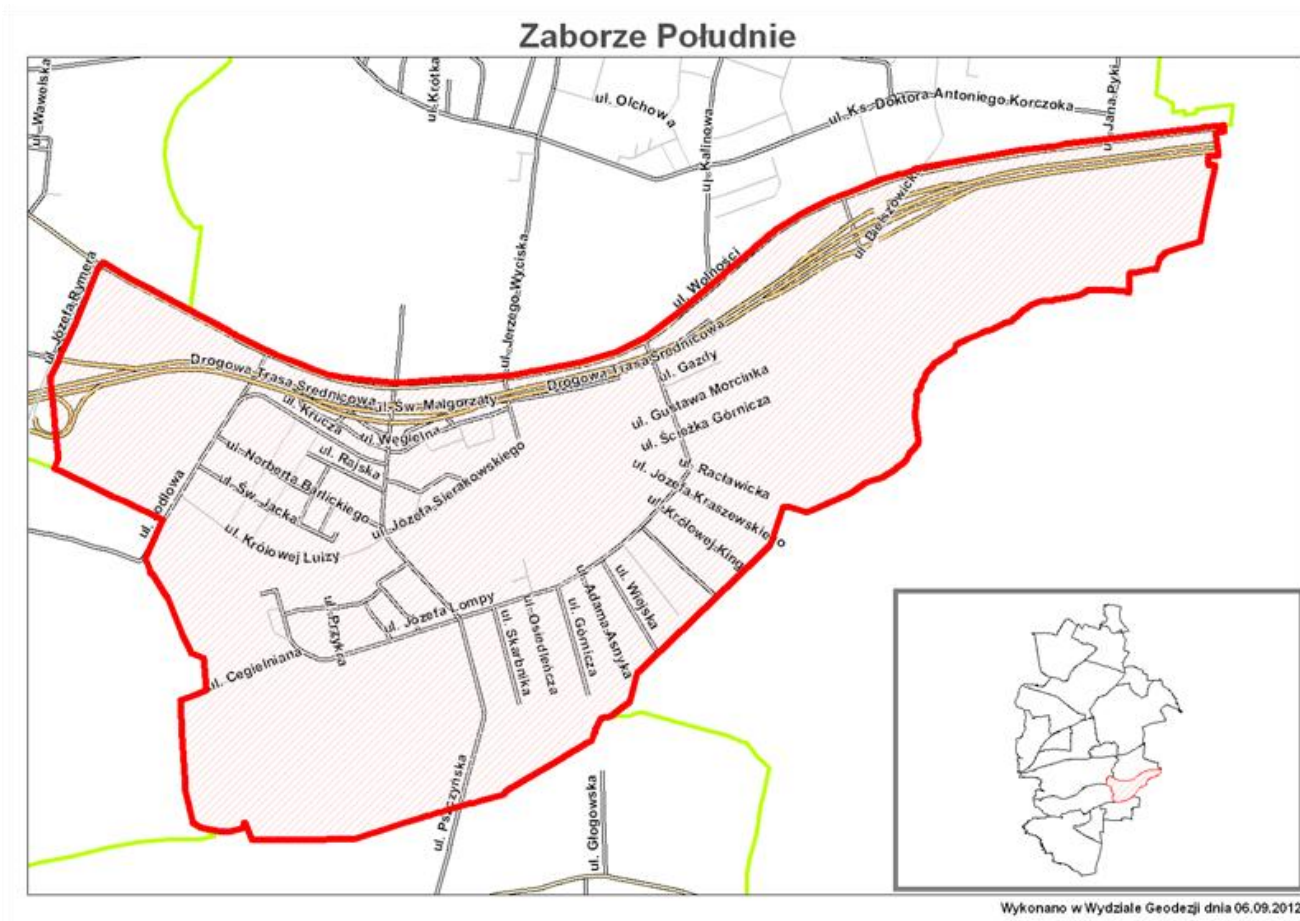 Zaborze Południe
ul. Wawelska
ul. Krótka
ul. Olchowa
ul. Ks. Doktora Antoniego Korczoka
ul. Jana Pyki
ul. Kalinowa
ul. Bielszowick
ul. Józefa Rymera
ul. Jerzego Wyciska
ul. Wolności
Drogowa Trasa Średnicowa
Drogowa Trasa Średnicowa
ul. Św. Małgorzaty
ul. Gazdy
ul. Gustawa Morcinka
ul. Ścieżka Górnicza
ul. Krucza
ul. Węgielna
ul. Rajska
ul. Norberta Barlickiego
ul. Józefa Sierakowskiego
ul. Racławicka
ul. Józefa Kraszewskiego
ul. Królowej King
ul. Św. Jacka
ul. Królowej Luizy
ul. Wiejska
ul. Adama Asnyka
ul. Przykra
ul. Józefa Lompy
ul. Skarbnika
ul. Osiedleńcza
ul. Górnicza
ul. Cegielniana
ul. Pszczyńska
ul. Głogowska
Wykonano w Wydziale Geodezji dnia 06.09.2012